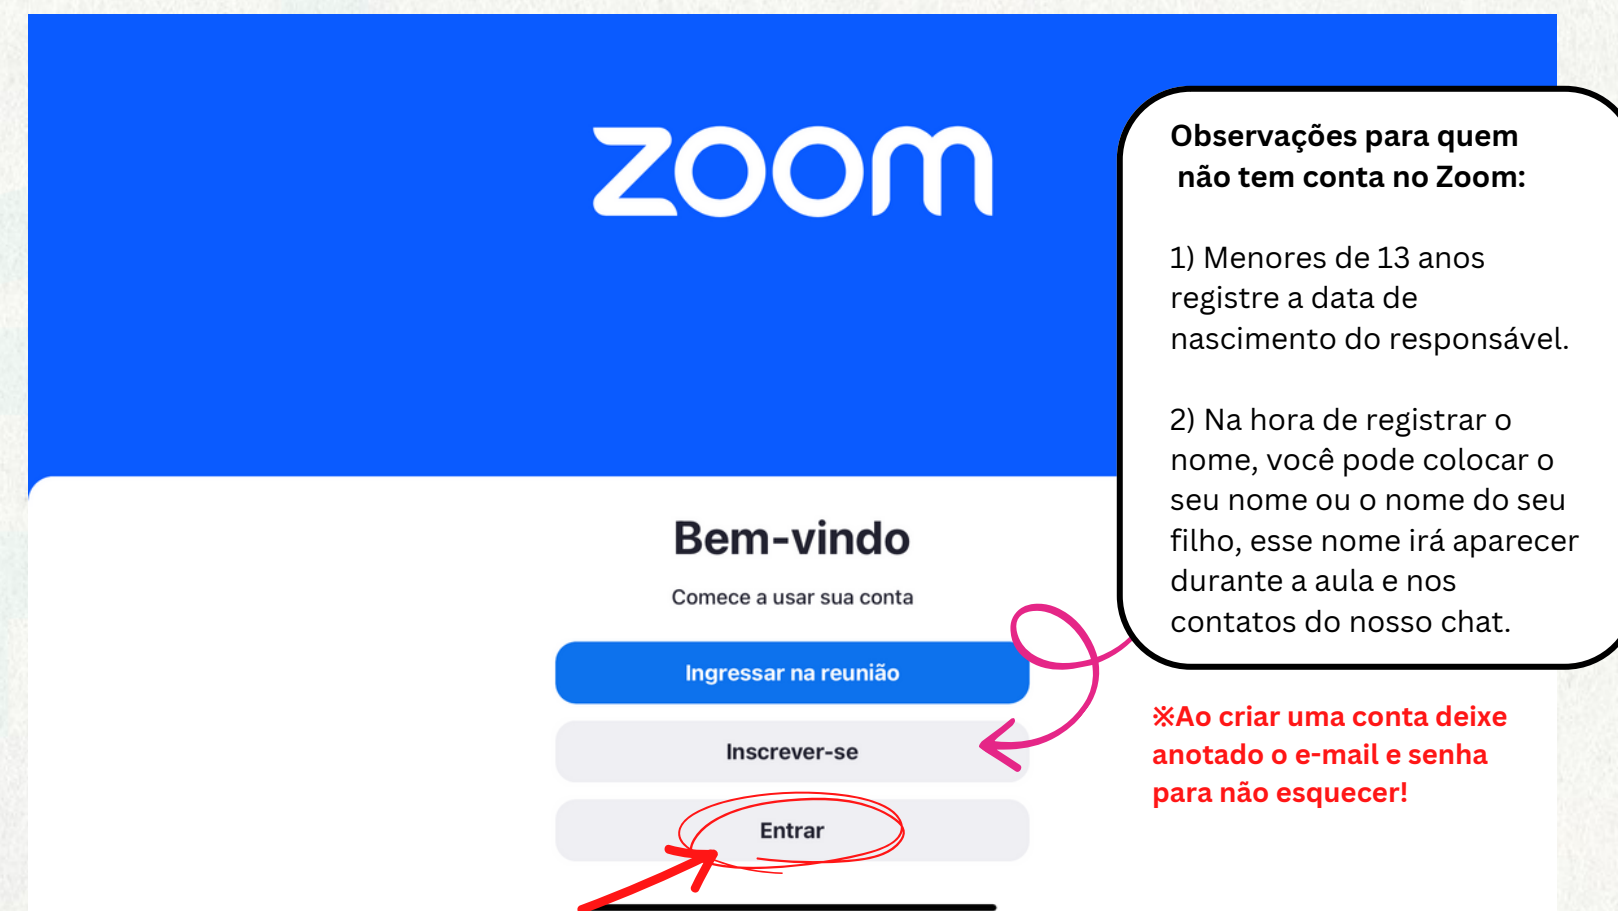 zoom
Bem-vindo
Comece a usar sua conta
Ingressar na reunião
Inscrever-se
Entrar
Observações para quem
não tem conta no Zoom:
1) Menores de 13 anos
registre a data de
nascimento do responsável.
2) Na hora de registrar o
nome, você pode colocar o
seu nome ou o nome do seu
filho, esse nome irá aparecer
durante a aula e nos
contatos do nosso chat.
※Ao criar uma conta deixe
anotado o e-mail e senha
para não esquecer!